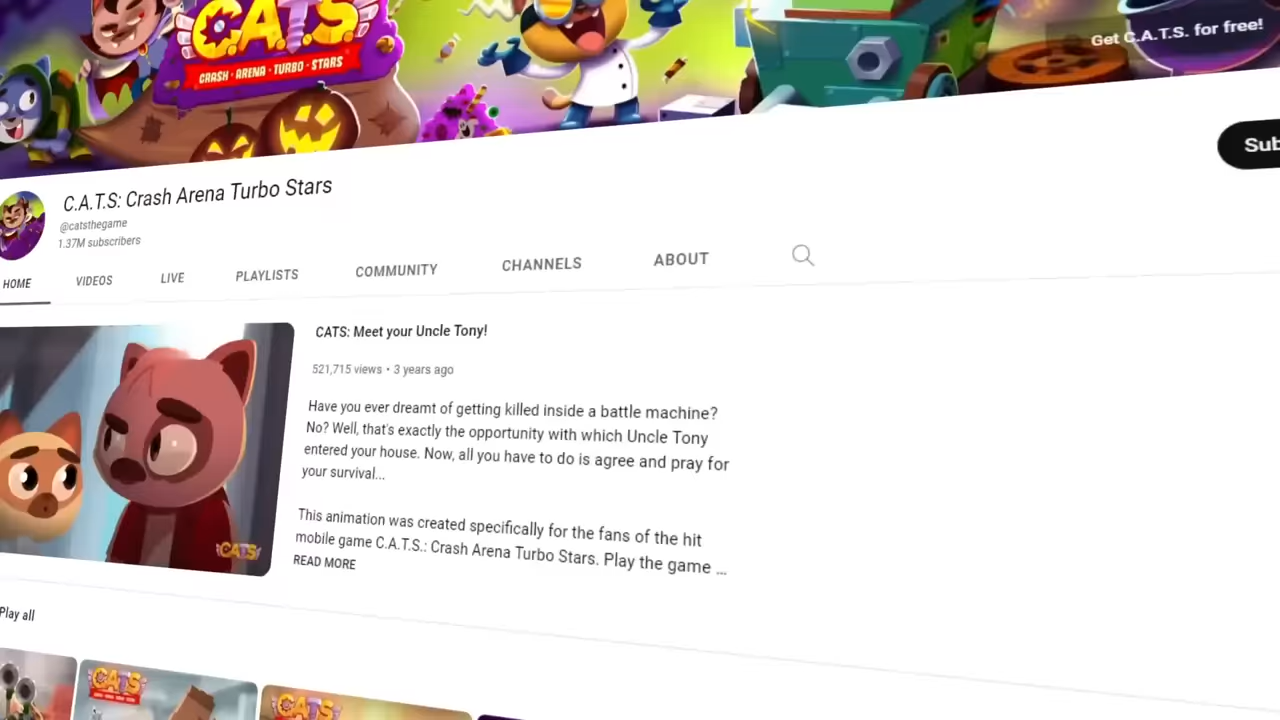 C.A.T.S.
CRASH · ARENA · TURBO · STARS
Get C.A.T.S. for free!
Sub
C.A.T.S: Crash Arena Turbo Stars
@catsthegame
1.37M subscribers
HOME
VIDEOS
LIVE
PLAYLISTS
COMMUNITY
CHANNELS
ABOUT
CATS: Meet your Uncle Tony!
521,715 views • 3 years ago
Have you ever dreamt of getting killed inside a battle machine?
No? Well, that's exactly the opportunity with which Uncle Tony
entered your house. Now, all you have to do is agree and pray for
your survival...
This animation was created specifically for the fans of the hit
mobile game C.A.T.S.: Crash Arena Turbo Stars. Play the game ...
READ MORE
CATS
Play all
CATS
CATS